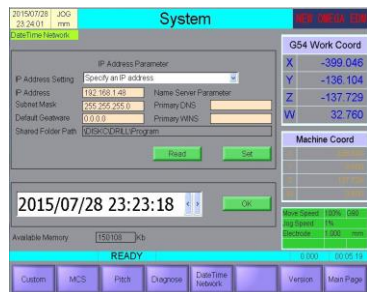 2015/07/28 JOG System NEW OMEGA EDM
23:24:01 mm
DateTime Network
IP Address Parameter
IP Address Setting Specify an IP address
IP Address 192.168.1.48 Name Server Parameter
Subnet Mask 255.255.255.0 Primary DNS
Default Geatware 0.0.0.0 Primary WINS
Shared Folder Path \DISKC\DRILL\Program
Read Set
2015/07/28 23:23:18 OK
Available Memory 150108 Kb
READY
G54 Work Coord
X -399.046
Y -136.104
Z -137.729
W 32.760
Machine Coord
Move Speed 100% G90
Jog Speed 1%
Electrode 1.000 mm
0.000 00:05:19
Custom MCS Pitch Diagnose DateTime Network Version Main Page